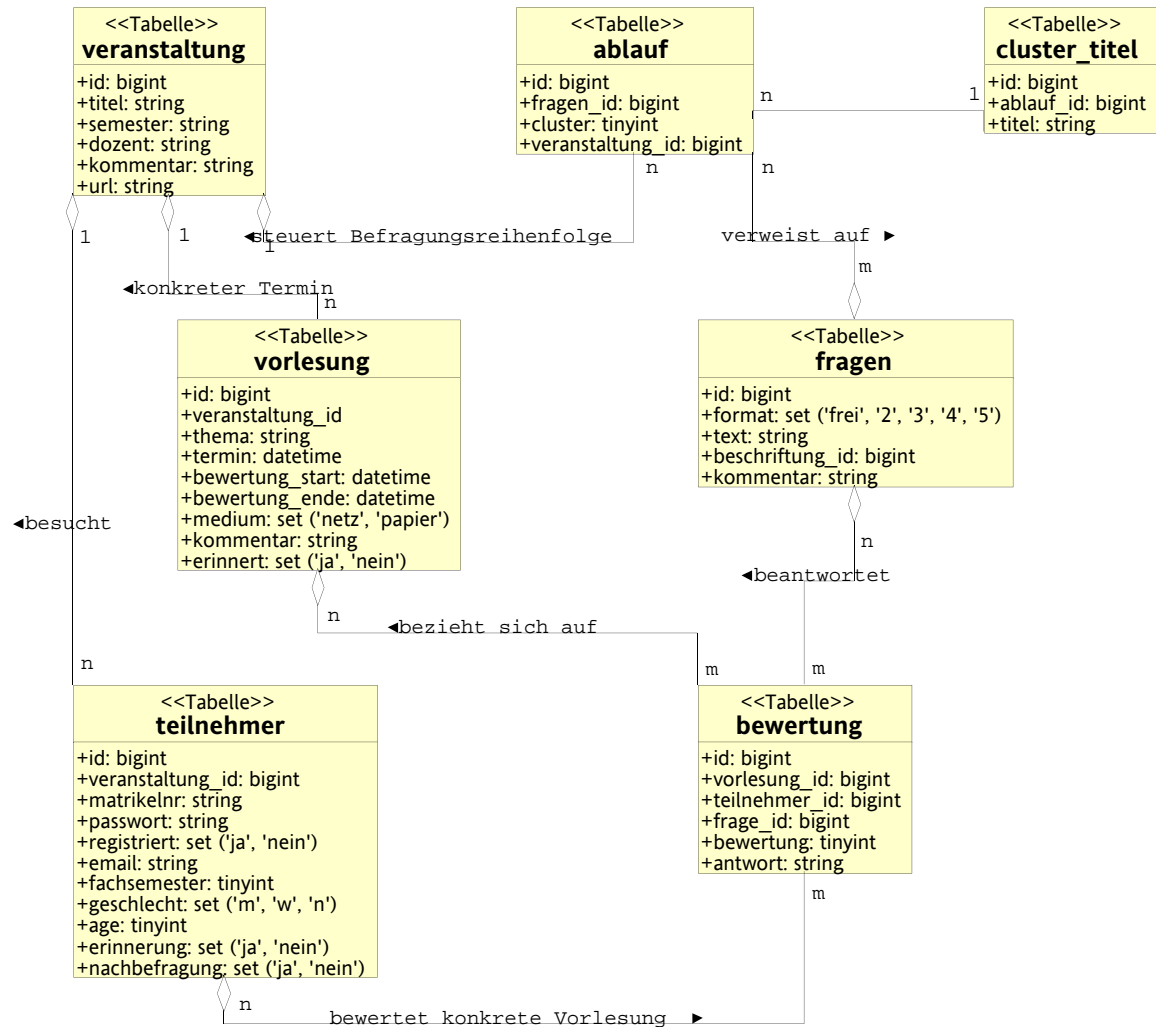 <<Tabelle>>
veranstaltung
+id: bigint
+titel: string
+semester: string
+dozent: string
+kommentar: string
+url: string
<<Tabelle>>
ablauf
+id: bigint
+fragen_id: bigint
+cluster: tinyint
+veranstaltung_id: bigint
<<Tabelle>>
cluster_titel
+id: bigint
+ablauf_id: bigint
+titel: string
n
1
n
n
1
1
1
◄steuert Befragungsreihenfolge
verweist auf ►
m
◄konkreter Termin
n
<<Tabelle>>
vorlesung
+id: bigint
+veranstaltung_id
+thema: string
+termin: datetime
+bewertung_start: datetime
+bewertung_ende: datetime
+medium: set ('netz', 'papier')
+kommentar: string
+erinnert: set ('ja', 'nein')
<<Tabelle>>
fragen
+id: bigint
+format: set ('frei', '2', '3', '4', '5')
+text: string
+beschriftung_id: bigint
+kommentar: string
◄besucht
n
◄beantwortet
n
◄bezieht sich auf
n
m
m
<<Tabelle>>
teilnehmer
+id: bigint
+veranstaltung_id: bigint
+matrikelnr: string
+passwort: string
+registriert: set ('ja', 'nein')
+email: string
+fachsemester: tinyint
+geschlecht: set ('m', 'w', 'n')
+age: tinyint
+erinnerung: set ('ja', 'nein')
+nachbefragung: set ('ja', 'nein')
<<Tabelle>>
bewertung
+id: bigint
+vorlesung_id: bigint
+teilnehmer_id: bigint
+frage_id: bigint
+bewertung: tinyint
+antwort: string
m
n
bewertet konkrete Vorlesung ►